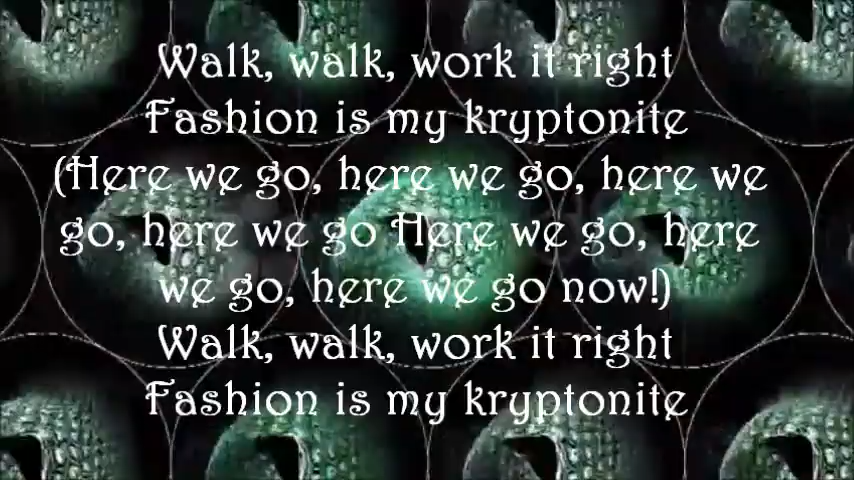 Walk, walk, work it right
Fashion is my kryptonite
(Here we go, here we go, here we
go, here we go Here we go, here
we go, here we go now!)
Walk, walk, work it right
Fashion is my kryptonite